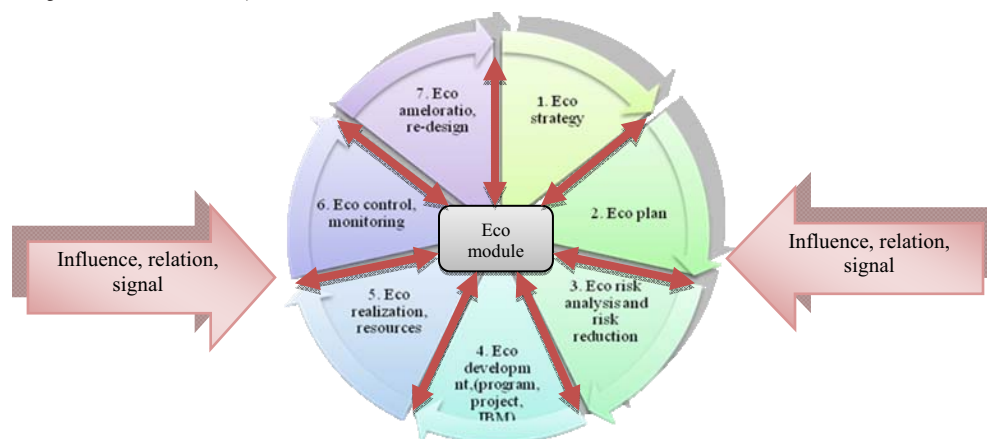 7. Eco
ameloratio,
re-design
1. Eco
strategy
6. Eco control,
monitoring
Eco
module
2. Eco plan
Influence, relation,
signal
Influence, relation,
signal
5. Eco
realization,
resources
3. Eco risk
analysis and
risk
reduction
4. Eco
developm
nt,(program,
project,
IBM)